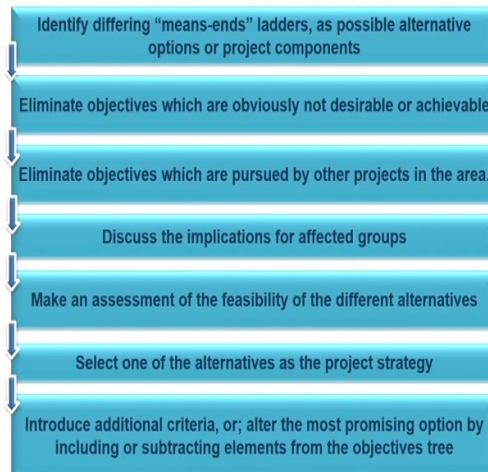 Identify differing “means-ends” ladders, as possible alternative
options or project components
Eliminate objectives which are obviously not desirable or achievable
Eliminate objectives which are pursued by other projects in the area.
Discuss the implications for affected groups
Make an assessment of the feasibility of the different alternatives
Select one of the alternatives as the project strategy
Introduce additional criteria, or; alter the most promising option by
including or subtracting elements from the objectives tree